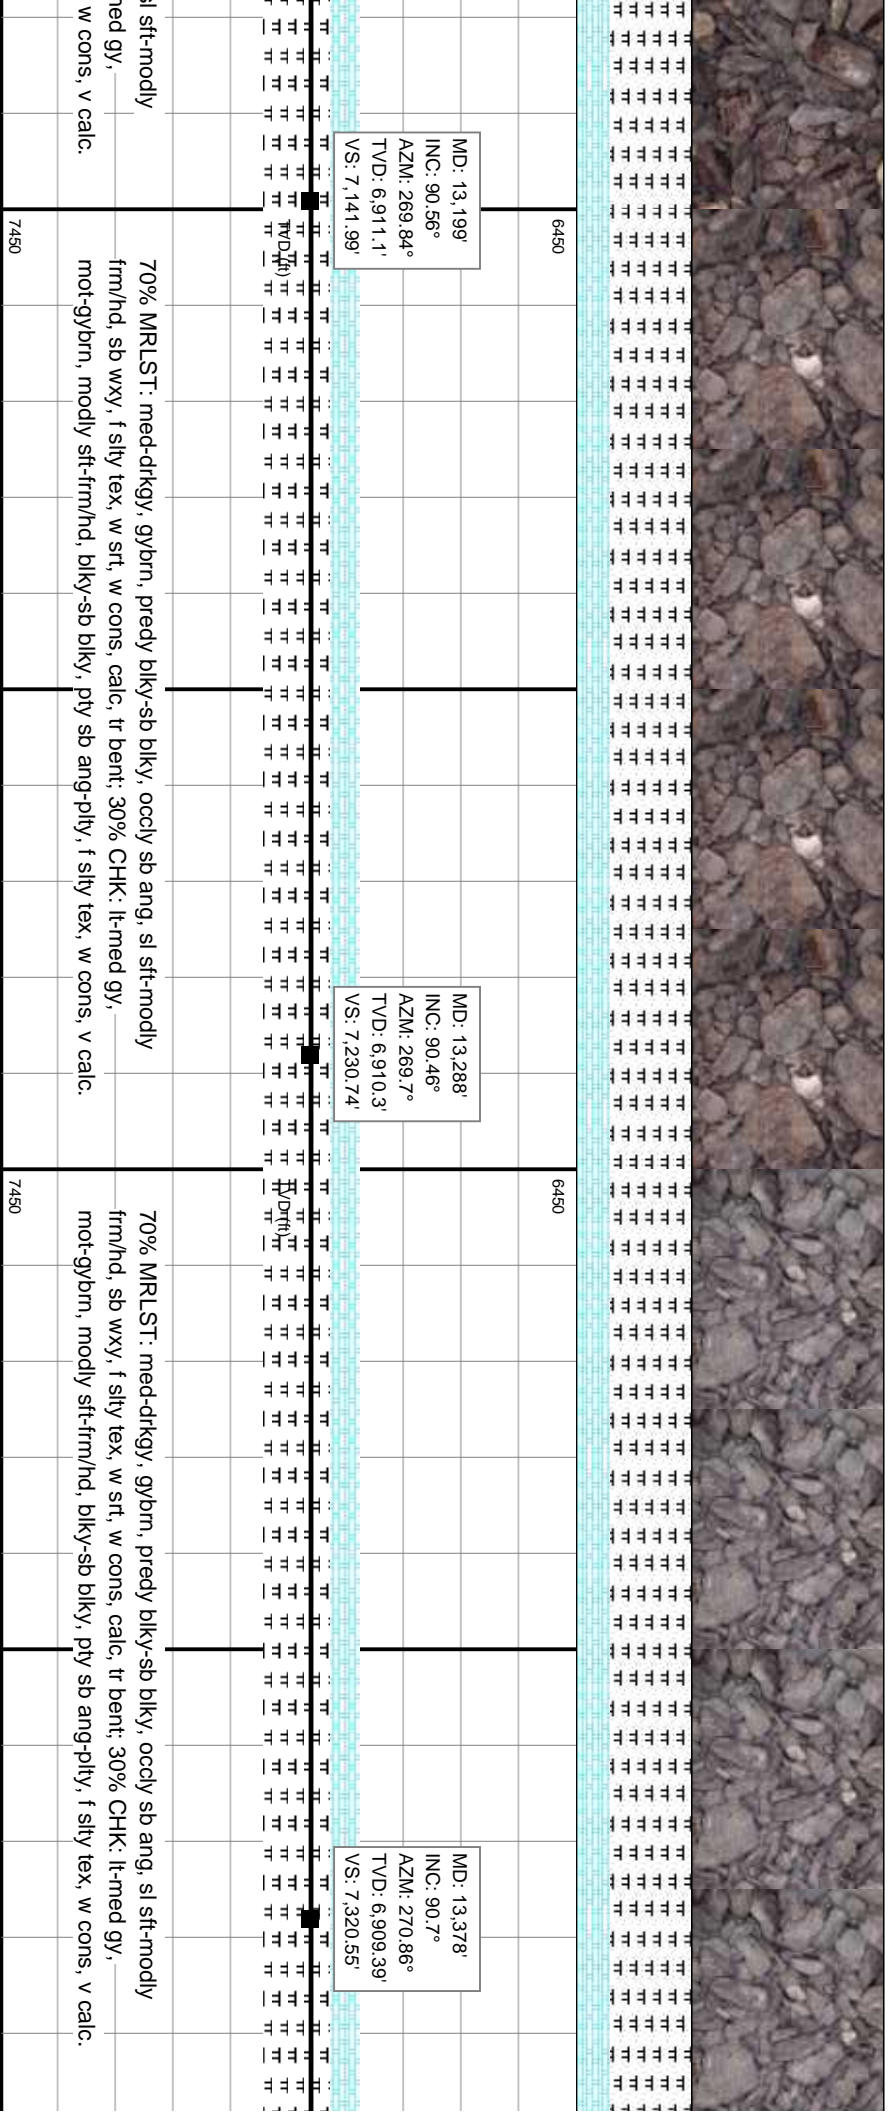 sl sft-modly
med gy,
w cons, v calc.
MD: 13,199'
INC: 90.56°
AZM: 269.84°
TVD: 6,911.1'
VS: 7,141.99'
6450
TVD (ft)
7450
70% MRLST: med-drkgy, gybrn, predy blky-sb blky, occly sb ang, sl sft-modly
frm/hd, sb wxy, f slty tex, w srt, w cons, calc, tr bent; 30% CHK: lt-med gy,
mot-gybrn, modly sft-frm/hd, blky-sb blky, pty sb ang-plty, f slty tex, w cons, v calc.
MD: 13,288'
INC: 90.46°
AZM: 269.7°
TVD: 6,910.3'
VS: 7,230.74'
6450
TVD (ft)
7450
70% MRLST: med-drkgy, gybrn, predy blky-sb blky, occly sb ang, sl sft-modly
frm/hd, sb wxy, f slty tex, w srt, w cons, calc, tr bent; 30% CHK: lt-med gy,
mot-gybrn, modly sft-frm/hd, blky-sb blky, pty sb ang-plty, f slty tex, w cons, v calc.
MD: 13,378'
INC: 90.7°
AZM: 270.86°
TVD: 6,909.39'
VS: 7,320.55'